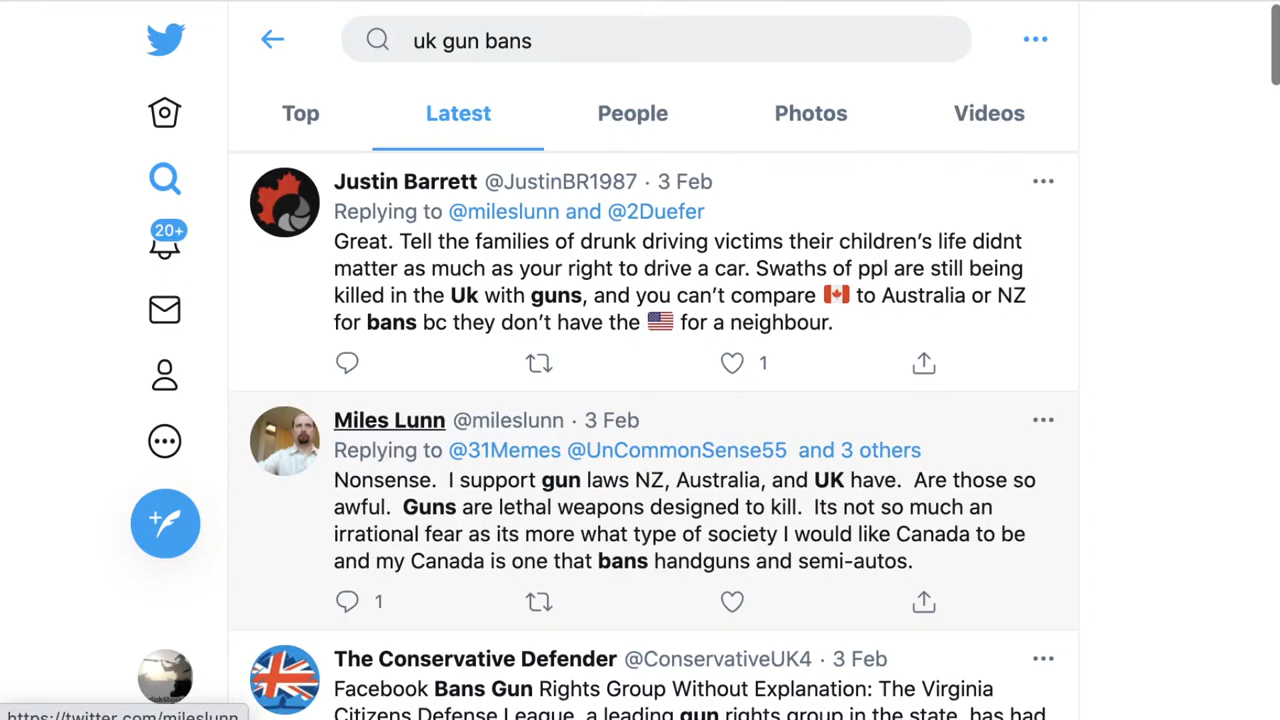 uk gun bans
Top Latest People Photos Videos
Justin Barrett @JustinBR1987 · 3 Feb
Replying to @mileslunn and @2Duefer
Great. Tell the families of drunk driving victims their children’s life didnt
matter as much as your right to drive a car. Swaths of ppl are still being
killed in the Uk with guns, and you can’t compare 🇨🇦 to Australia or NZ
for bans bc they don’t have the 🇺🇸 for a neighbour.
1
20+
Miles Lunn @mileslunn · 3 Feb
Replying to @31Memes @UnCommonSense55 and 3 others
Nonsense. I support gun laws NZ, Australia, and UK have. Are those so
awful. Guns are lethal weapons designed to kill. Its not so much an
irrational fear as its more what type of society I would like Canada to be
and my Canada is one that bans handguns and semi-autos.
1
The Conservative Defender @ConservativeUK4 · 3 Feb
Facebook Bans Gun Rights Group Without Explanation: The Virginia
Citizens Defense League, a leading gun rights group in the state, has had
https://twitter.com/mileslunn